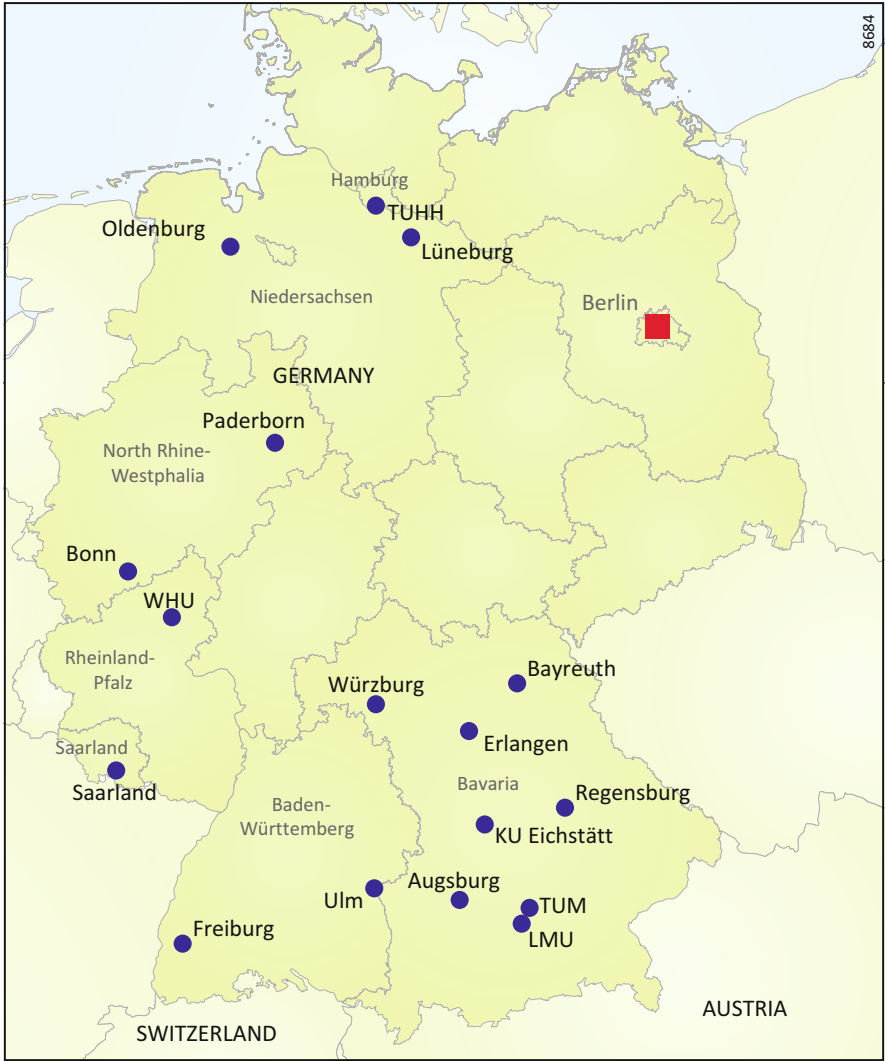 8684
Hamburg
TUHH
Oldenburg
Lüneburg
Niedersachsen
Berlin
GERMANY
Paderborn
North Rhine-
Westphalia
Bonn
WHU
Rheinland-
Pfalz
Bayreuth
Würzburg
Erlangen
Saarland
Bavaria
Saarland
Regensburg
Baden-
Württemberg
KU Eichstätt
Augsburg
Ulm
TUM
Freiburg
LMU
AUSTRIA
SWITZERLAND